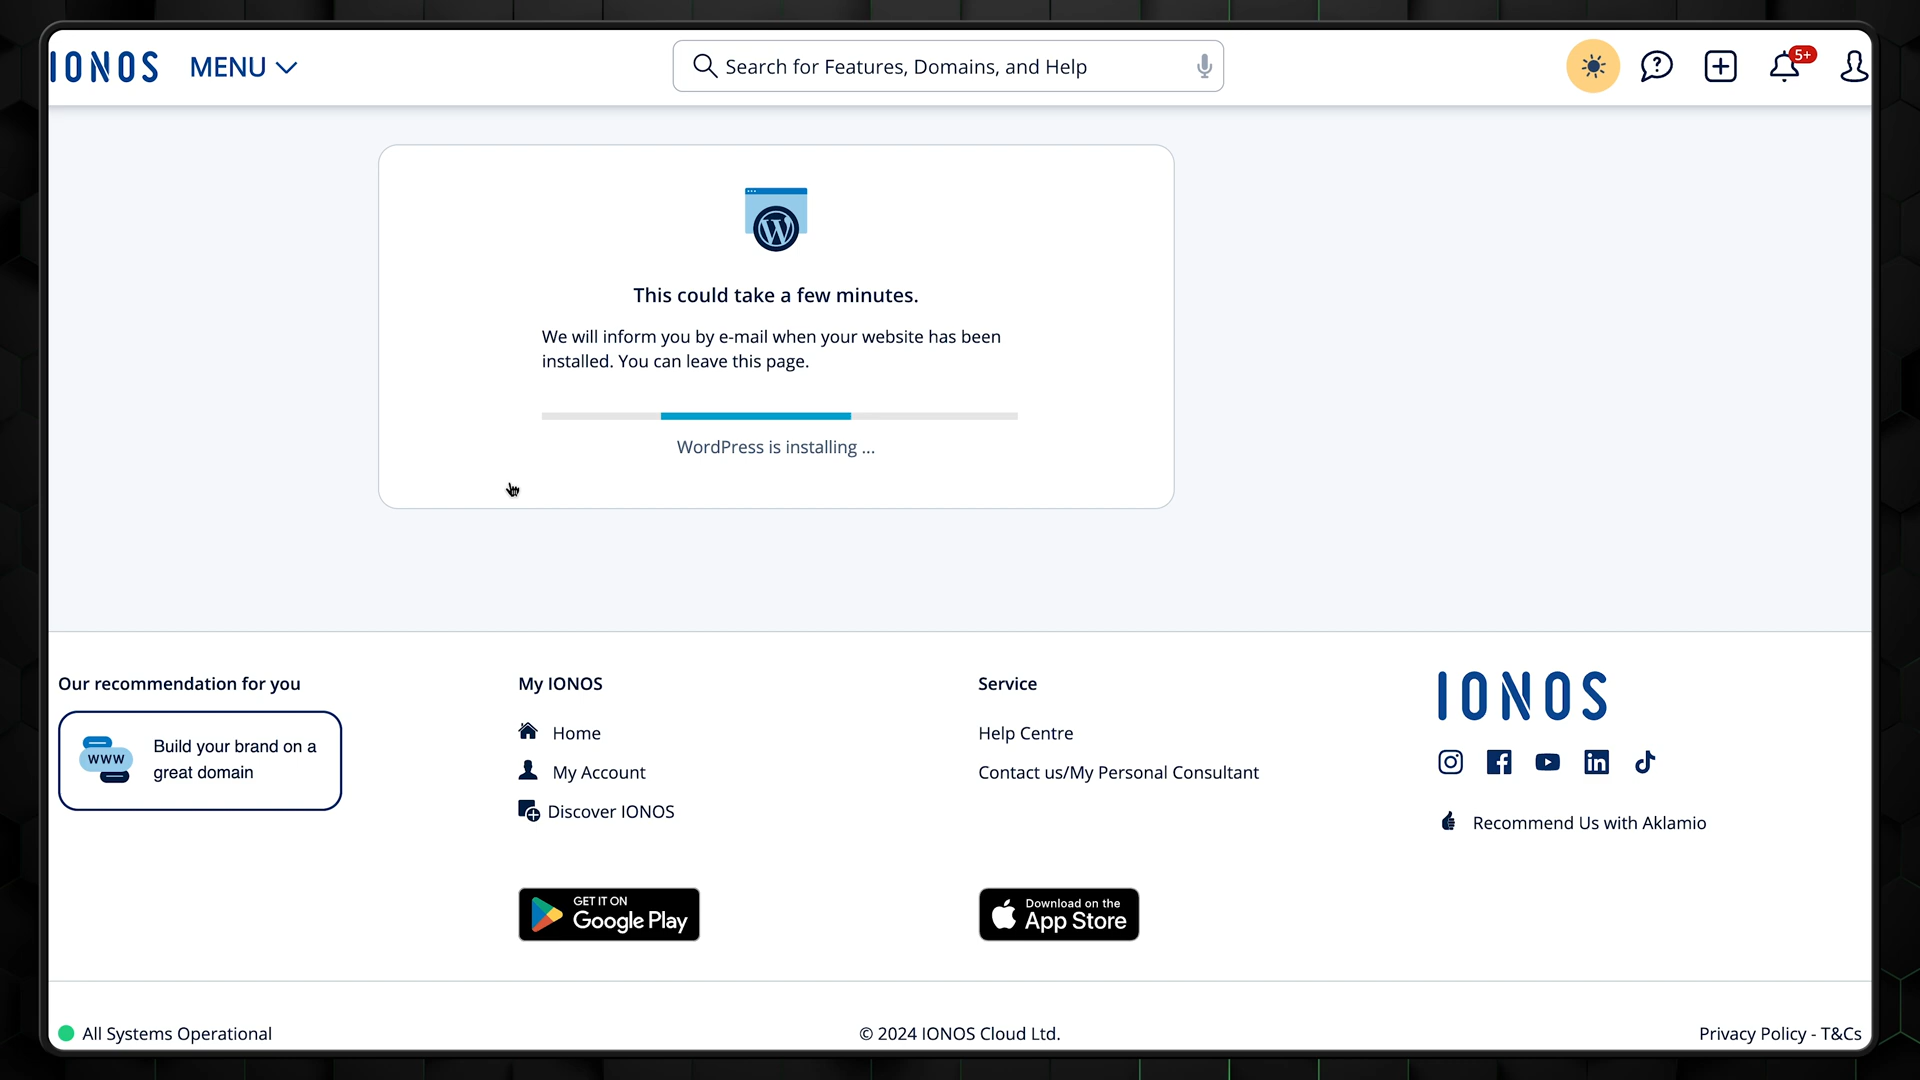 IONOS
MENU
Search for Features, Domains, and Help
5+
This could take a few minutes.
We will inform you by e-mail when your website has been
installed. You can leave this page.
WordPress is installing ...
Our recommendation for you
www
Build your brand on a
great domain
My IONOS
Home
My Account
Discover IONOS
Service
Help Centre
Contact us/My Personal Consultant
IONOS
Recommend Us with Aklamio
GET IT ON
Google Play
Download on the
App Store
All Systems Operational
© 2024 IONOS Cloud Ltd.
Privacy Policy - T&Cs